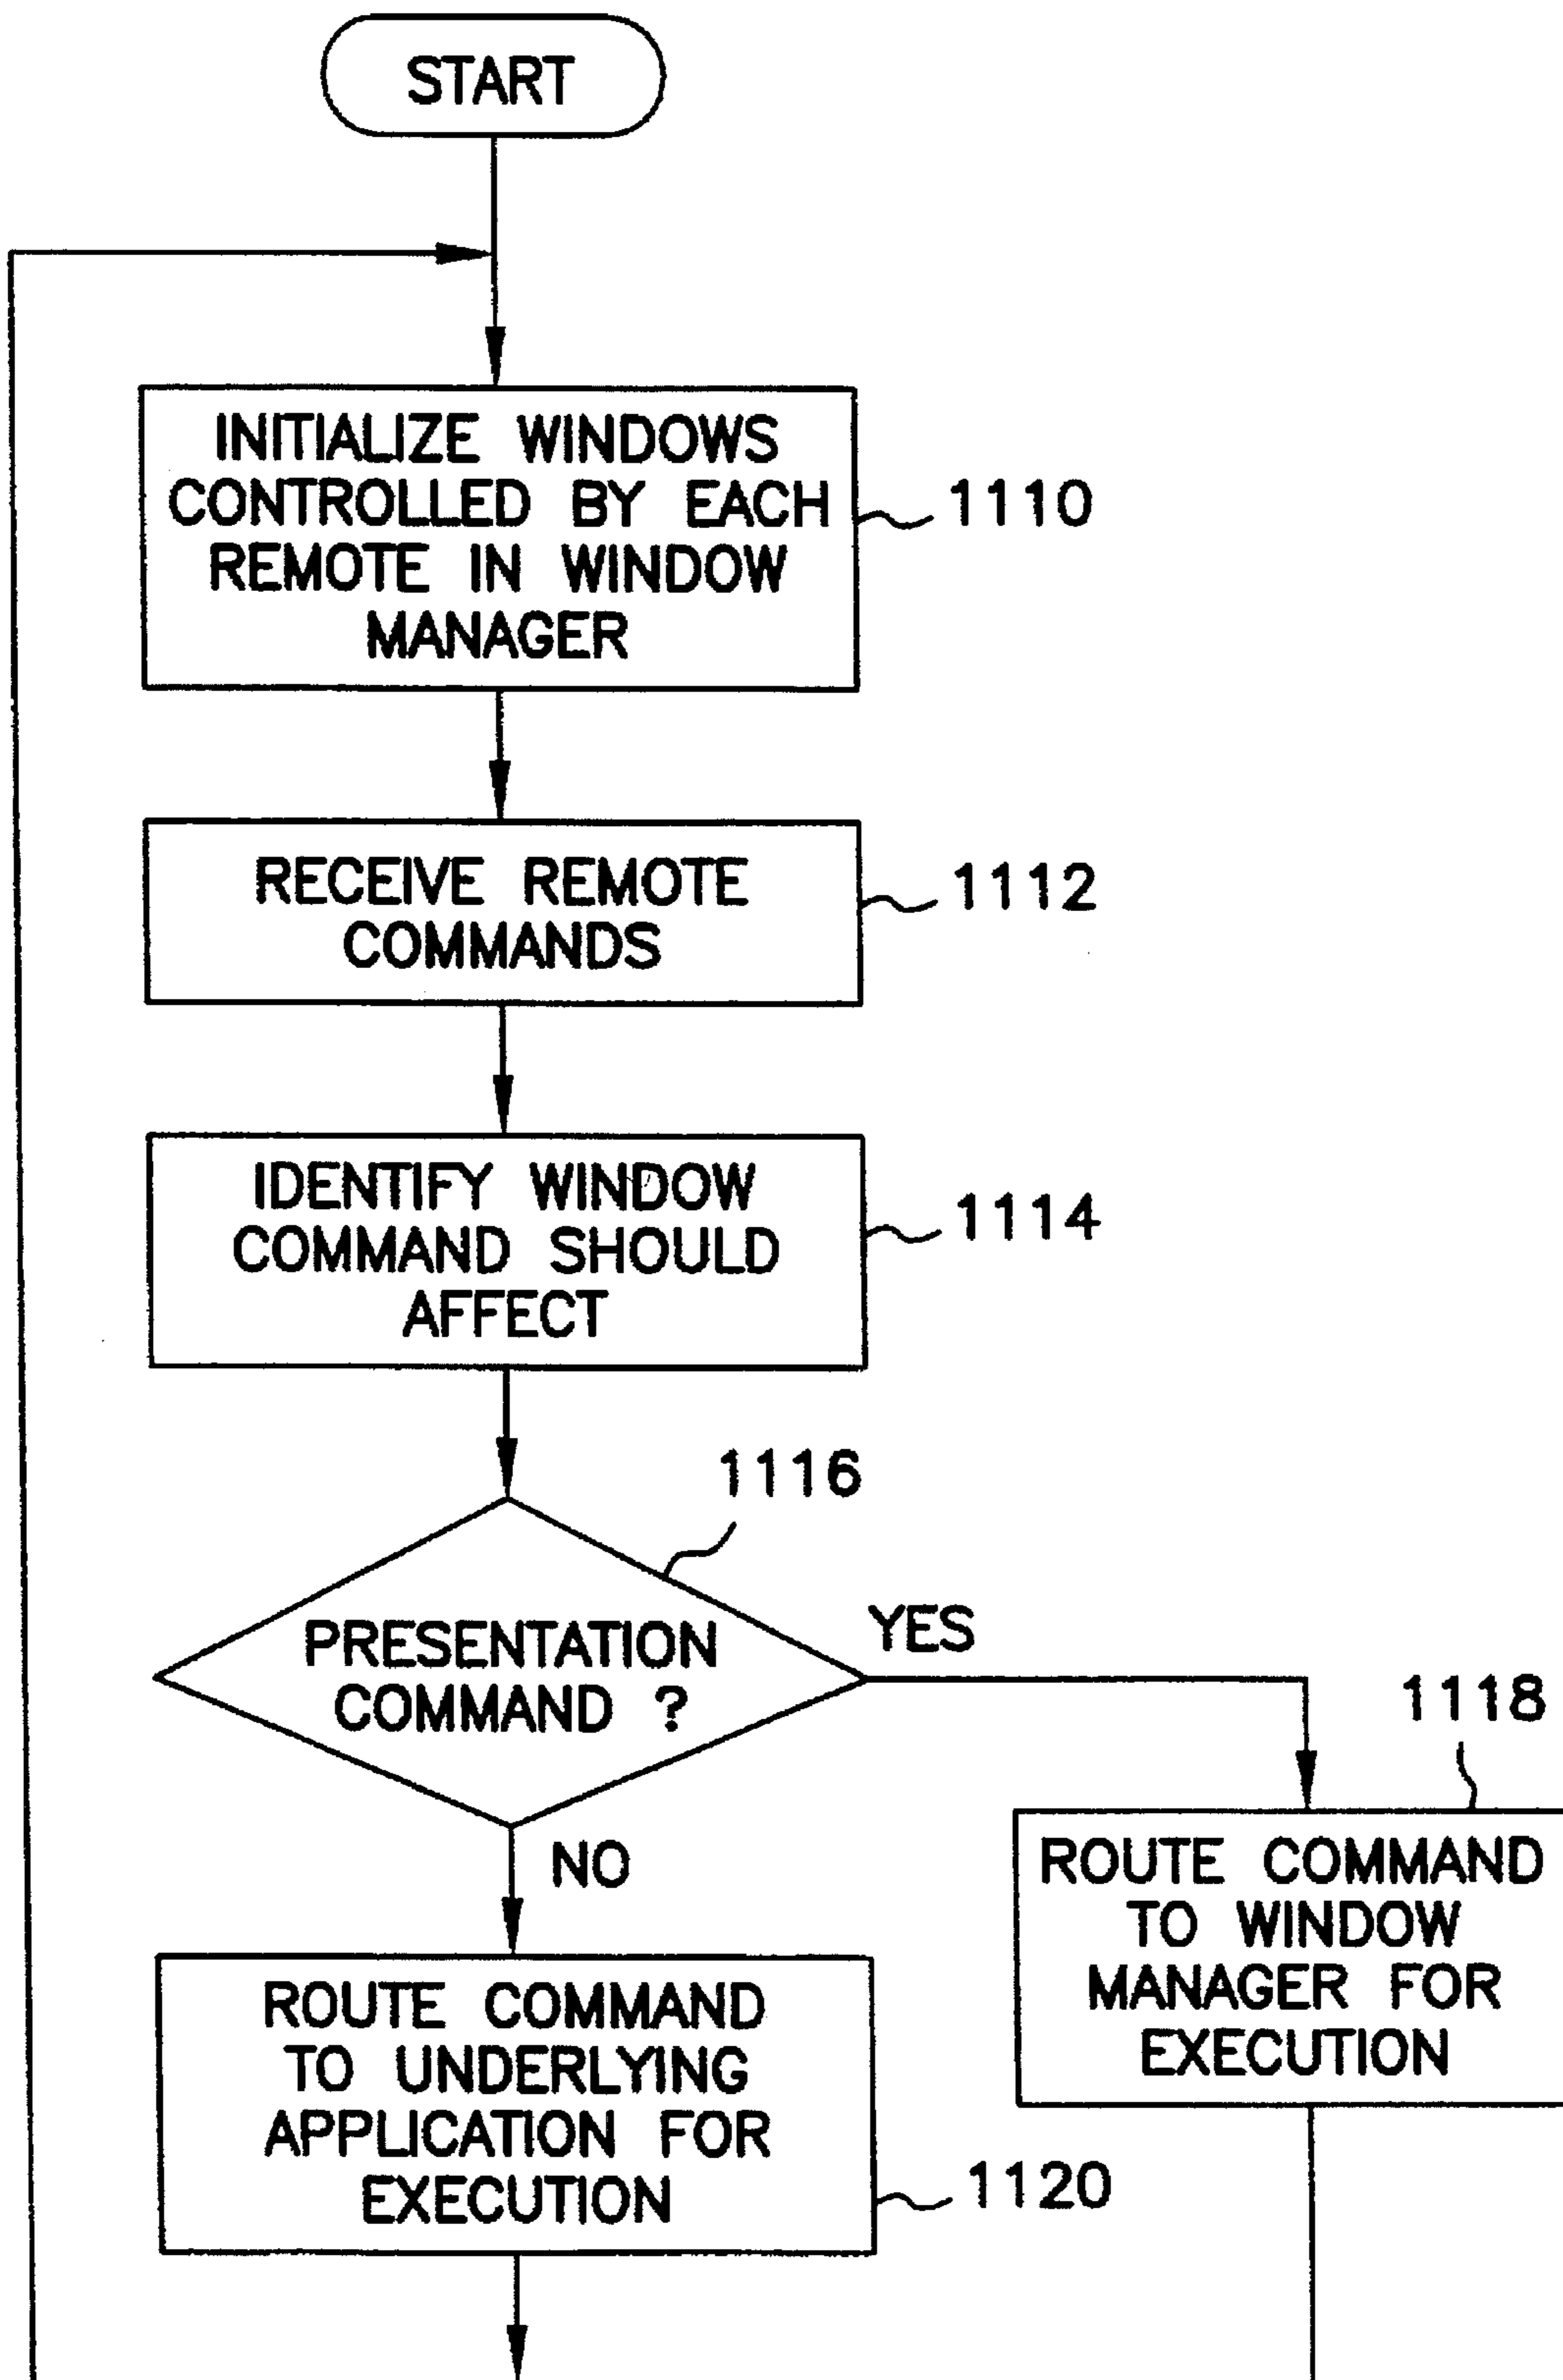 START
INITIALIZE WINDOWS
CONTROLLED BY EACH
REMOTE IN WINDOW
MANAGER
1110
RECEIVE REMOTE
COMMANDS
1112
IDENTIFY WINDOW
COMMAND SHOULD
AFFECT
1114
1116
PRESENTATION
COMMAND ?
YES
NO
1118
ROUTE COMMAND
TO WINDOW
MANAGER FOR
EXECUTION
ROUTE COMMAND
TO UNDERLYING
APPLICATION FOR
EXECUTION
1120